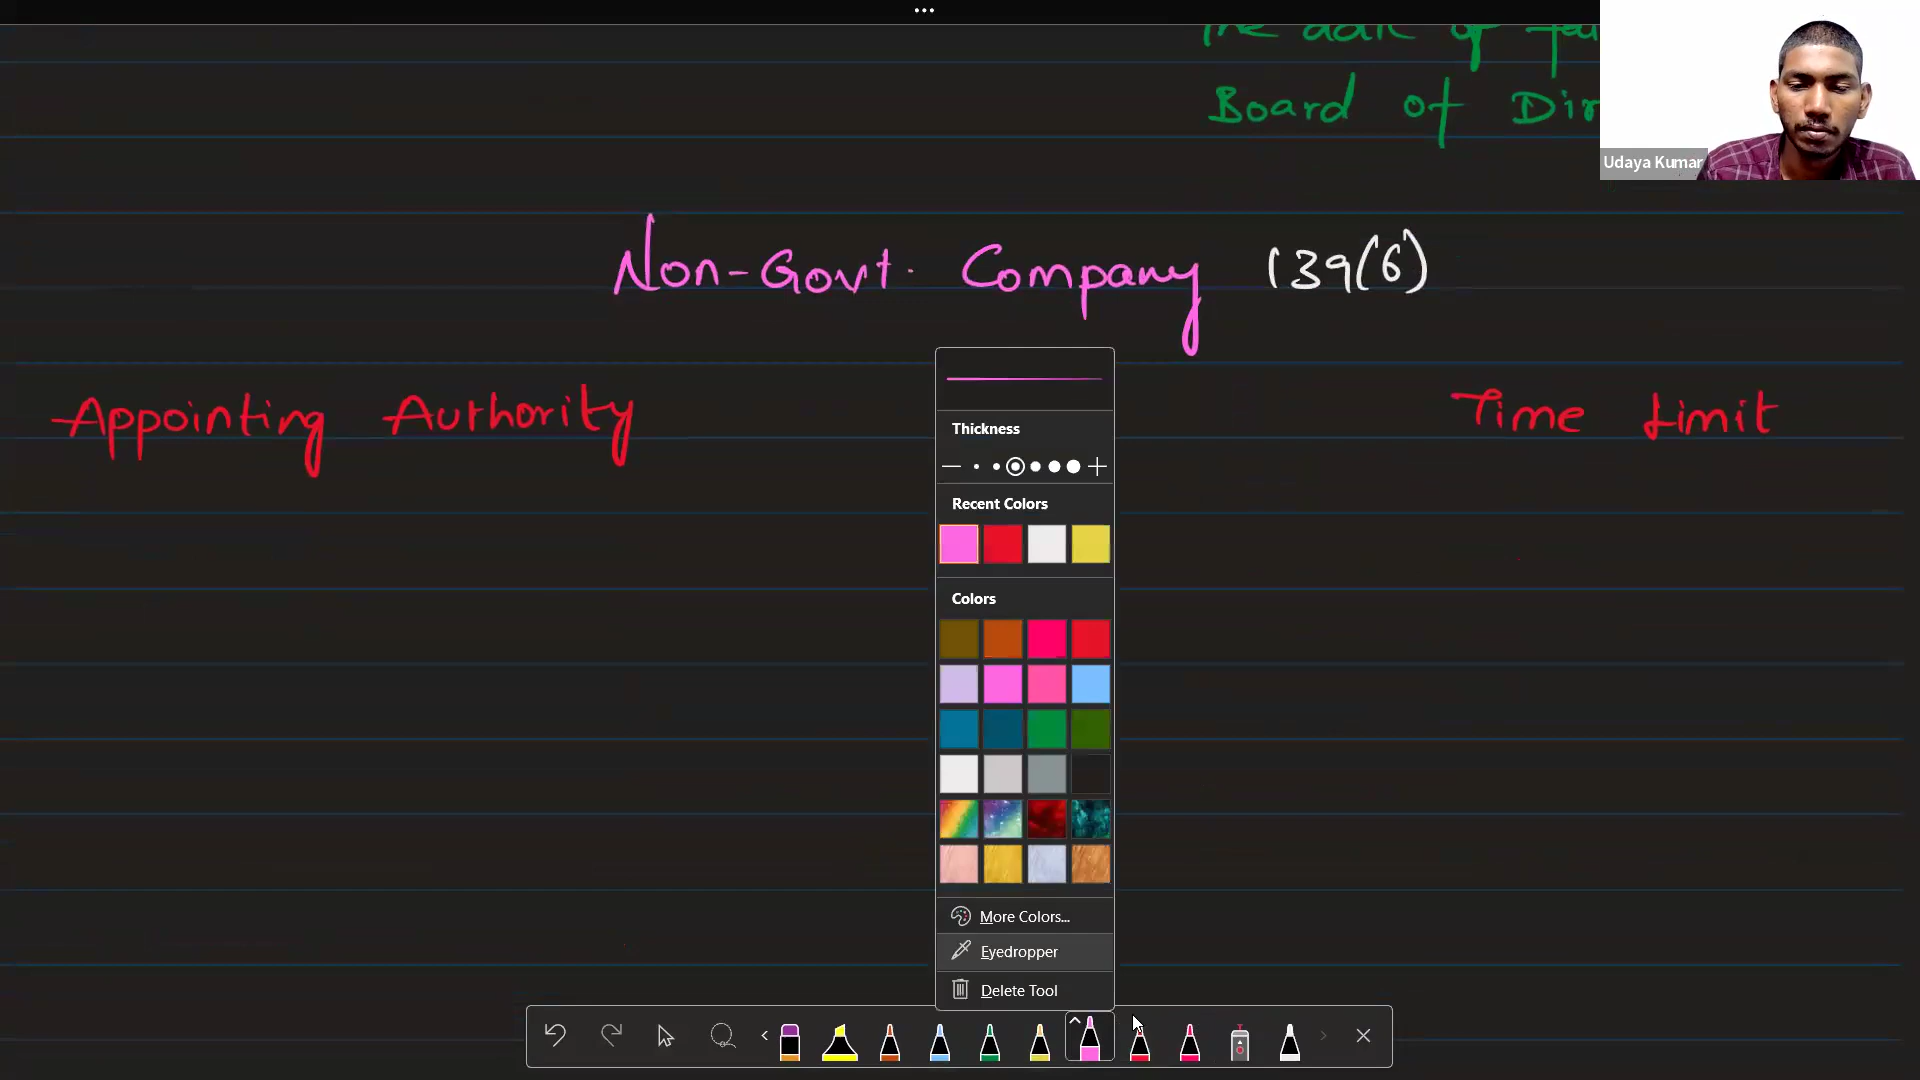 Board of
Udaya Kumar
Non-Govt. Company 139(6)
Appointing Authority
Time Limit
Thickness
Recent Colors
Colors
More Colors...
Eyedropper
Delete Tool